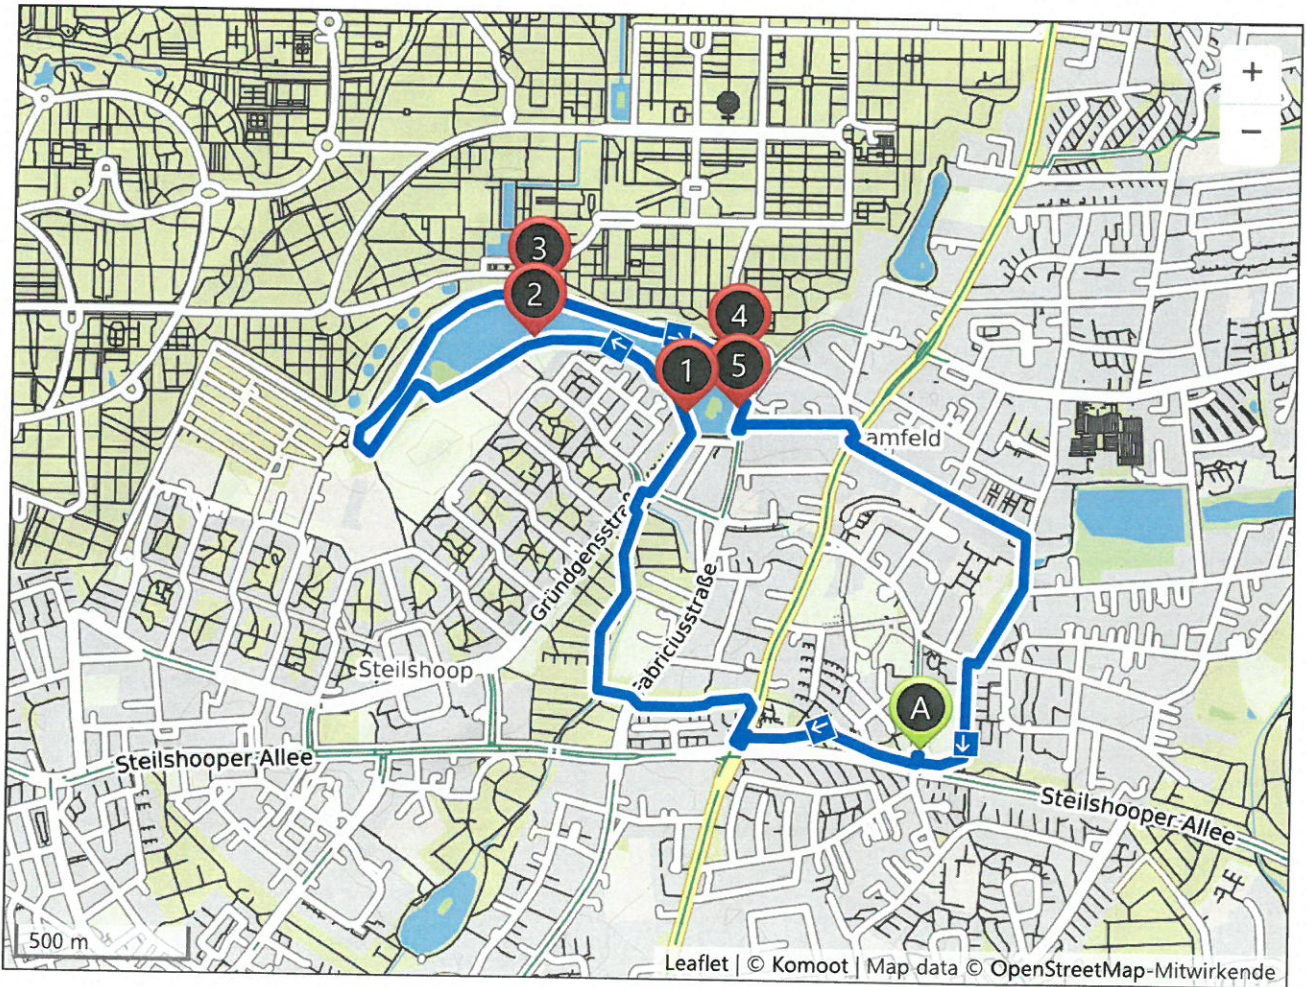 +
−
3
2
4
1
5
amfeld
Gründgensstraße
Fabriciusstraße
Steilshoop
A
Steilshooper Allee
Steilshooper Allee
500 m
Leaflet | © Komoot | Map data © OpenStreetMap-Mitwirkende